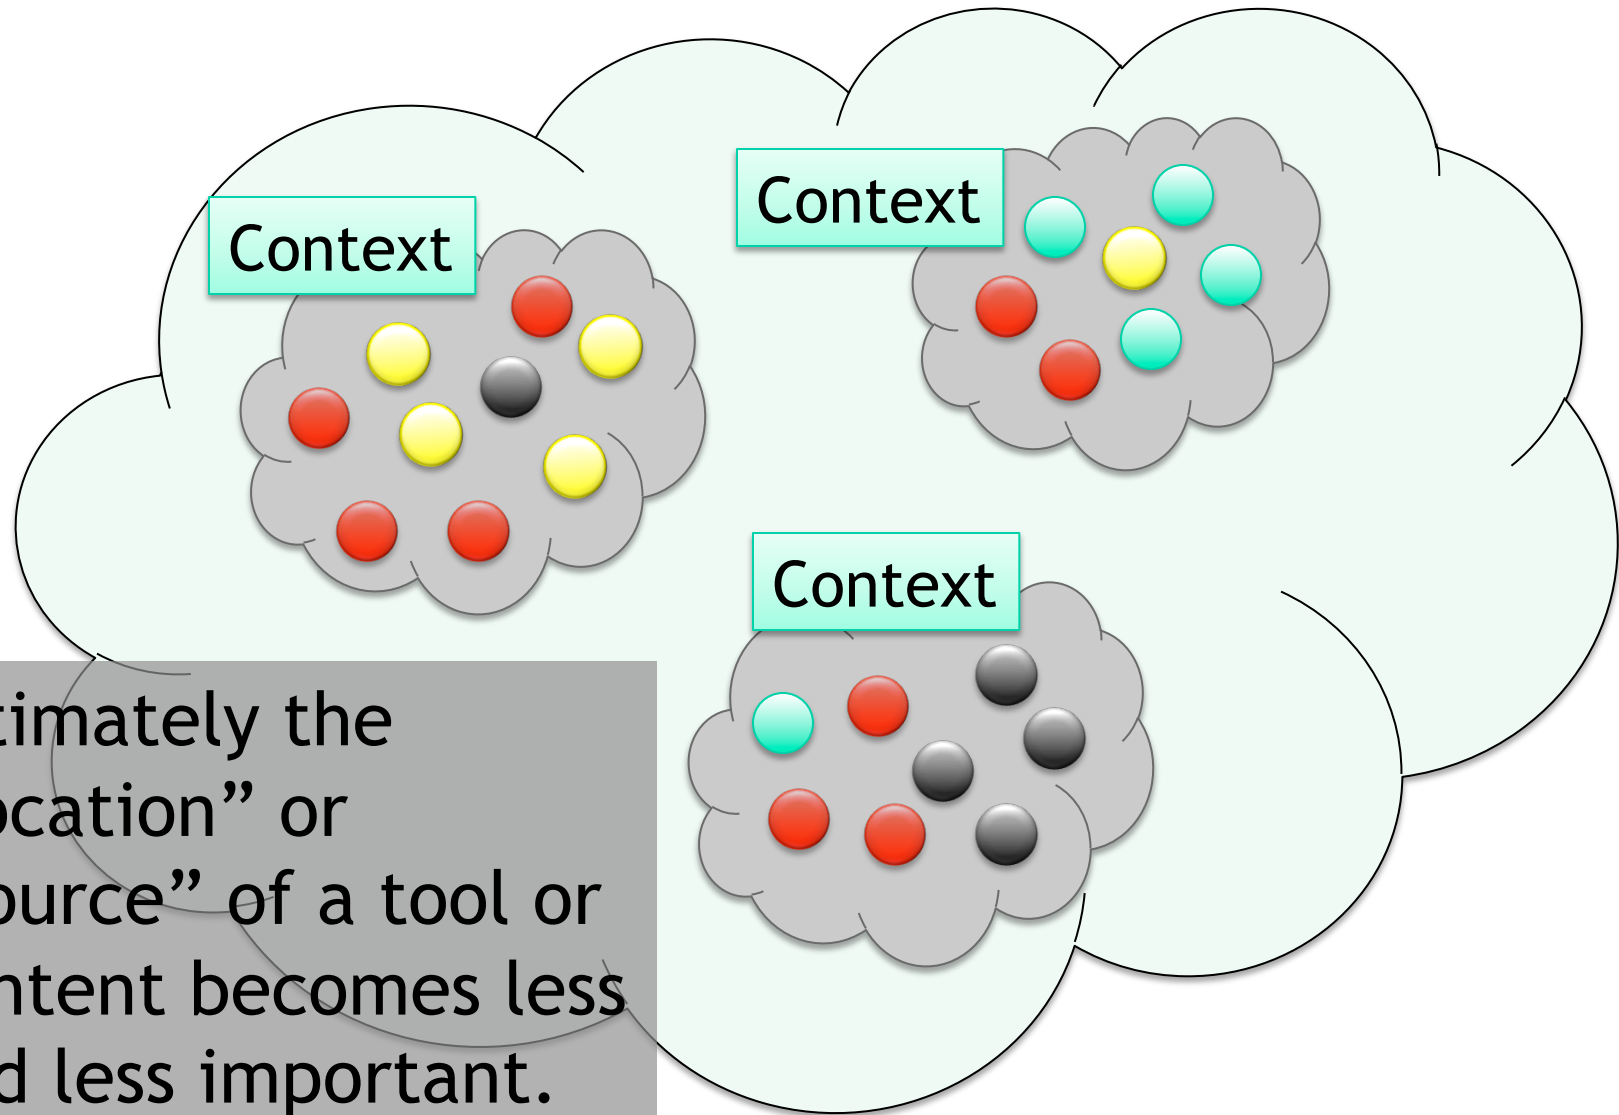 Context
Context
Context
timately the
ocation” or
ource” of a tool or
ntent becomes less
d less important.